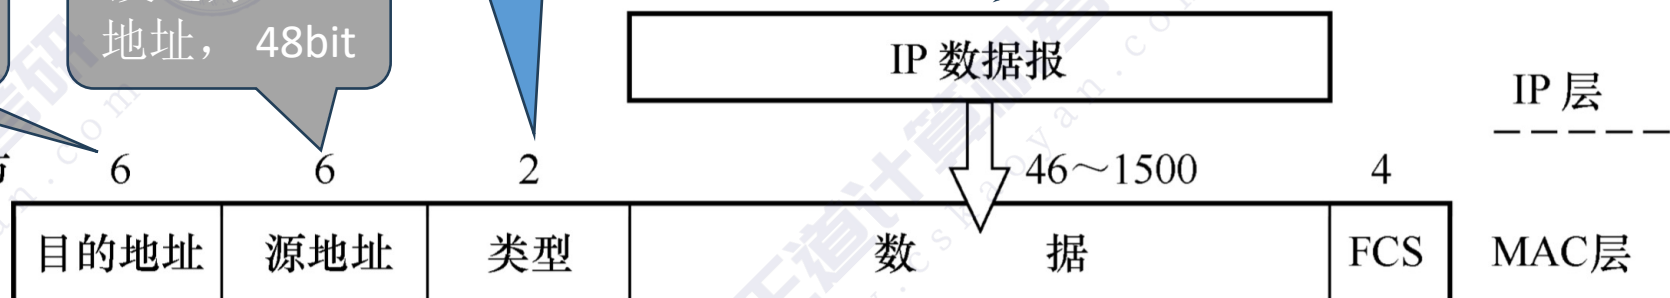 地址， 48bit
IP 数据报
IP 层
6 6 2 46～1500 4
目的地址 源地址 类型 数 据 FCS MAC层